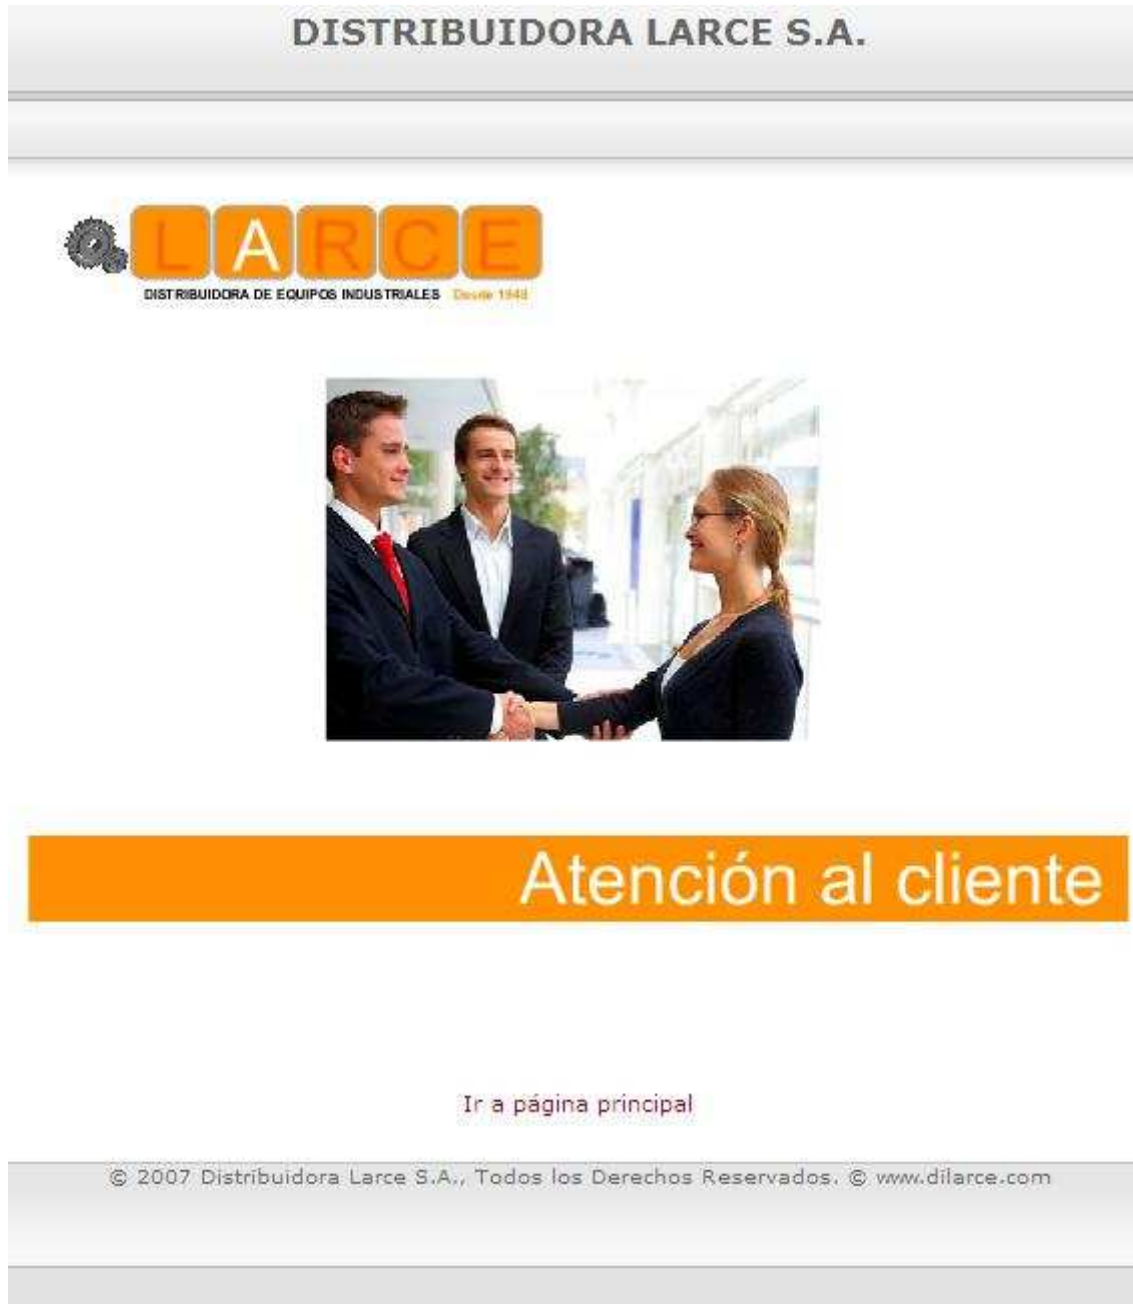 DISTRIBUIDORA LARCE S.A.
LARCE
DISTRIBUIDORA DE EQUIPOS INDUSTRIALES Desde
Atención al cliente
Ir a página principal
© 2007 Distribuidora Larce S.A., Todos los Derechos Reservados. © www.dilarce.com